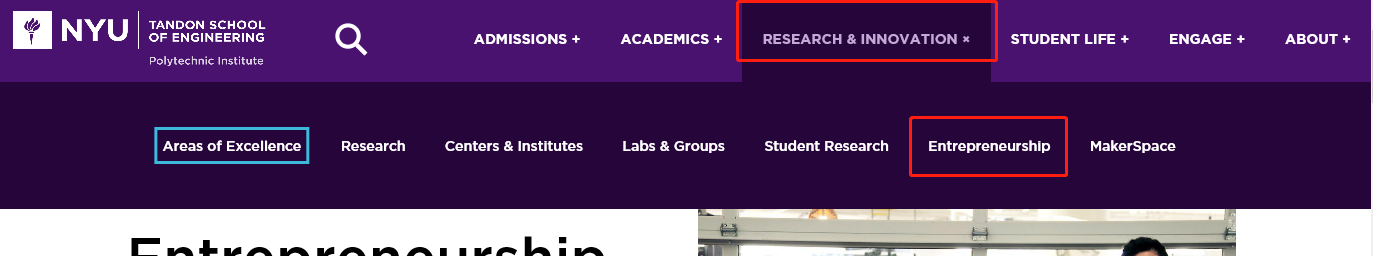 NYU
TANDON SCHOOL
OF ENGINEERING
Polytechnic Institute
ADMISSIONS + ACADEMICS + RESEARCH & INNOVATION × STUDENT LIFE + ENGAGE + ABOUT +
Areas of Excellence Research Centers & Institutes Labs & Groups Student Research Entrepreneurship MakerSpace
Entrepreneurship